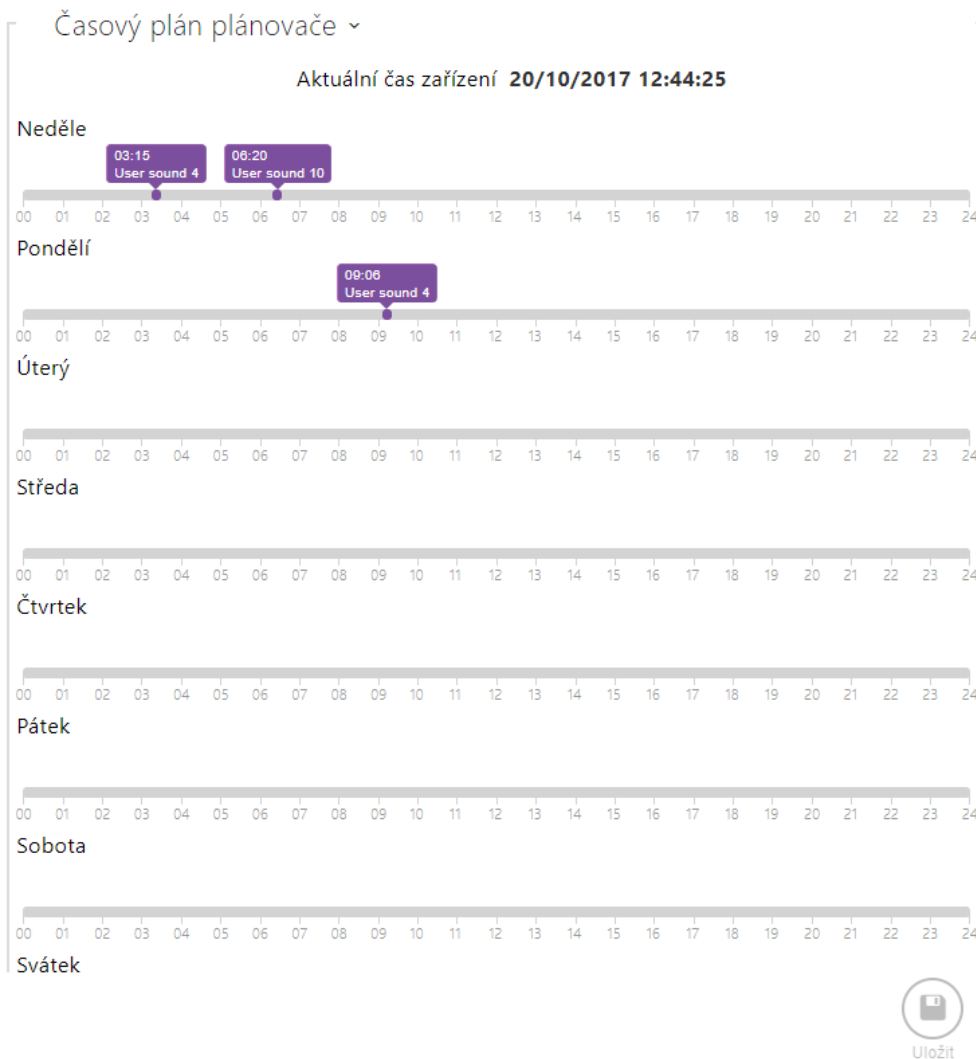 Časový plán plánovače
Aktuální čas zařízení 20/10/2017 12:44:25
Neděle
03:15
User sound 4
06:20
User sound 10
00 01 02 03 04 05 06 07 08 09 10 11 12 13 14 15 16 17 18 19 20 21 22 23 24
Pondělí
09:06
User sound 4
00 01 02 03 04 05 06 07 08 09 10 11 12 13 14 15 16 17 18 19 20 21 22 23 24
Úterý
00 01 02 03 04 05 06 07 08 09 10 11 12 13 14 15 16 17 18 19 20 21 22 23 24
Středa
00 01 02 03 04 05 06 07 08 09 10 11 12 13 14 15 16 17 18 19 20 21 22 23 24
Čtvrtek
00 01 02 03 04 05 06 07 08 09 10 11 12 13 14 15 16 17 18 19 20 21 22 23 24
Pátek
00 01 02 03 04 05 06 07 08 09 10 11 12 13 14 15 16 17 18 19 20 21 22 23 24
Sobota
00 01 02 03 04 05 06 07 08 09 10 11 12 13 14 15 16 17 18 19 20 21 22 23 24
Svátek
Uložit